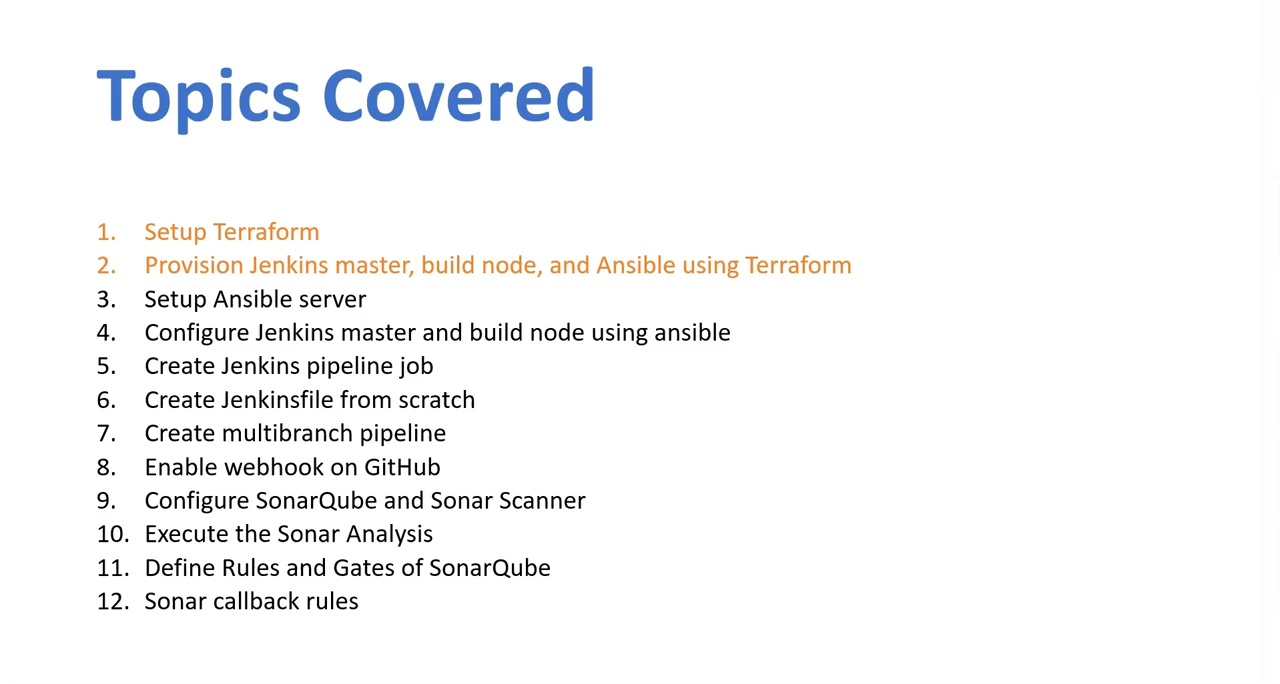 Topics Covered
1. Setup Terraform
2. Provision Jenkins master, build node, and Ansible using Terraform
3. Setup Ansible server
4. Configure Jenkins master and build node using ansible
5. Create Jenkins pipeline job
6. Create Jenkinsfile from scratch
7. Create multibranch pipeline
8. Enable webhook on GitHub
9. Configure SonarQube and Sonar Scanner
10. Execute the Sonar Analysis
11. Define Rules and Gates of SonarQube
12. Sonar callback rules